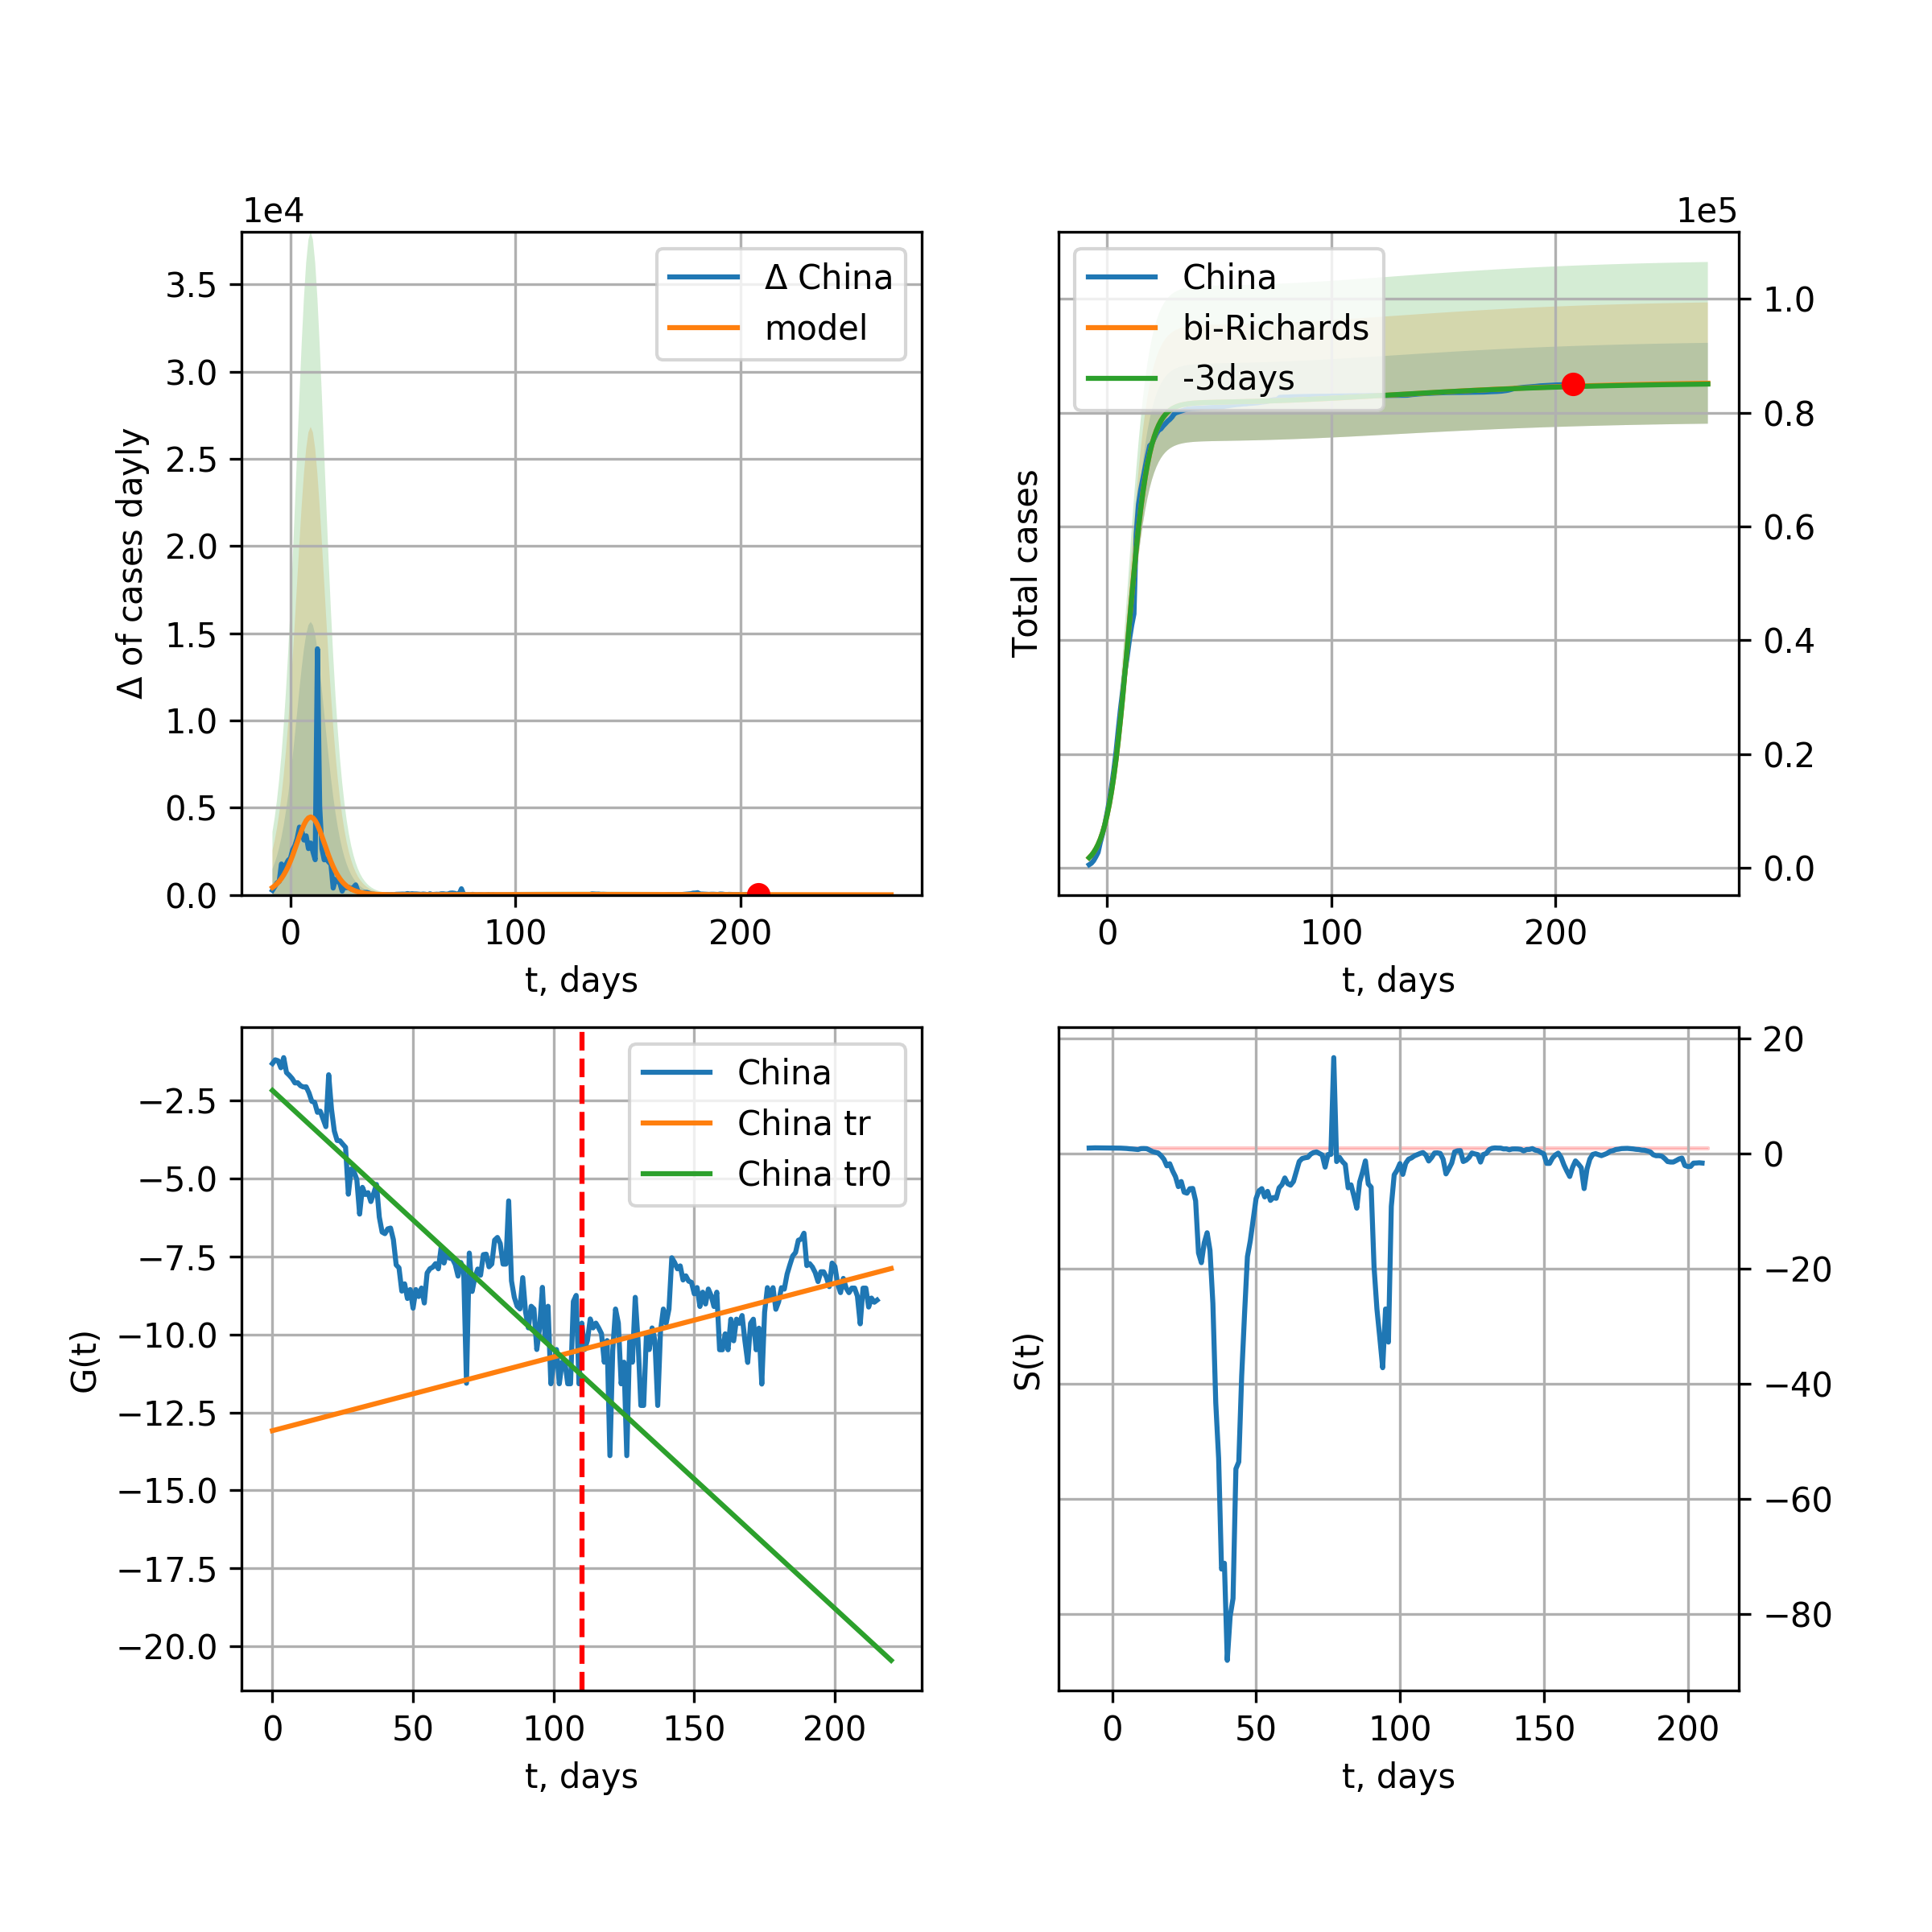 1e4
3.5
3.0
2.5
2.0
1.5
1.0
0.5
0.0
Δ of cases dayly
Δ China
model
0 100 200
t, days
1e5
China
bi-Richards
-3days
Total cases
1.0
0.8
0.6
0.4
0.2
0.0
0 100 200
t, days
G(t)
−2.5
−5.0
−7.5
−10.0
−12.5
−15.0
−17.5
−20.0
China
China tr
China tr0
0 50 100 150 200
t, days
S(t)
20
0
−20
−40
−60
−80
0 50 100 150 200
t, days